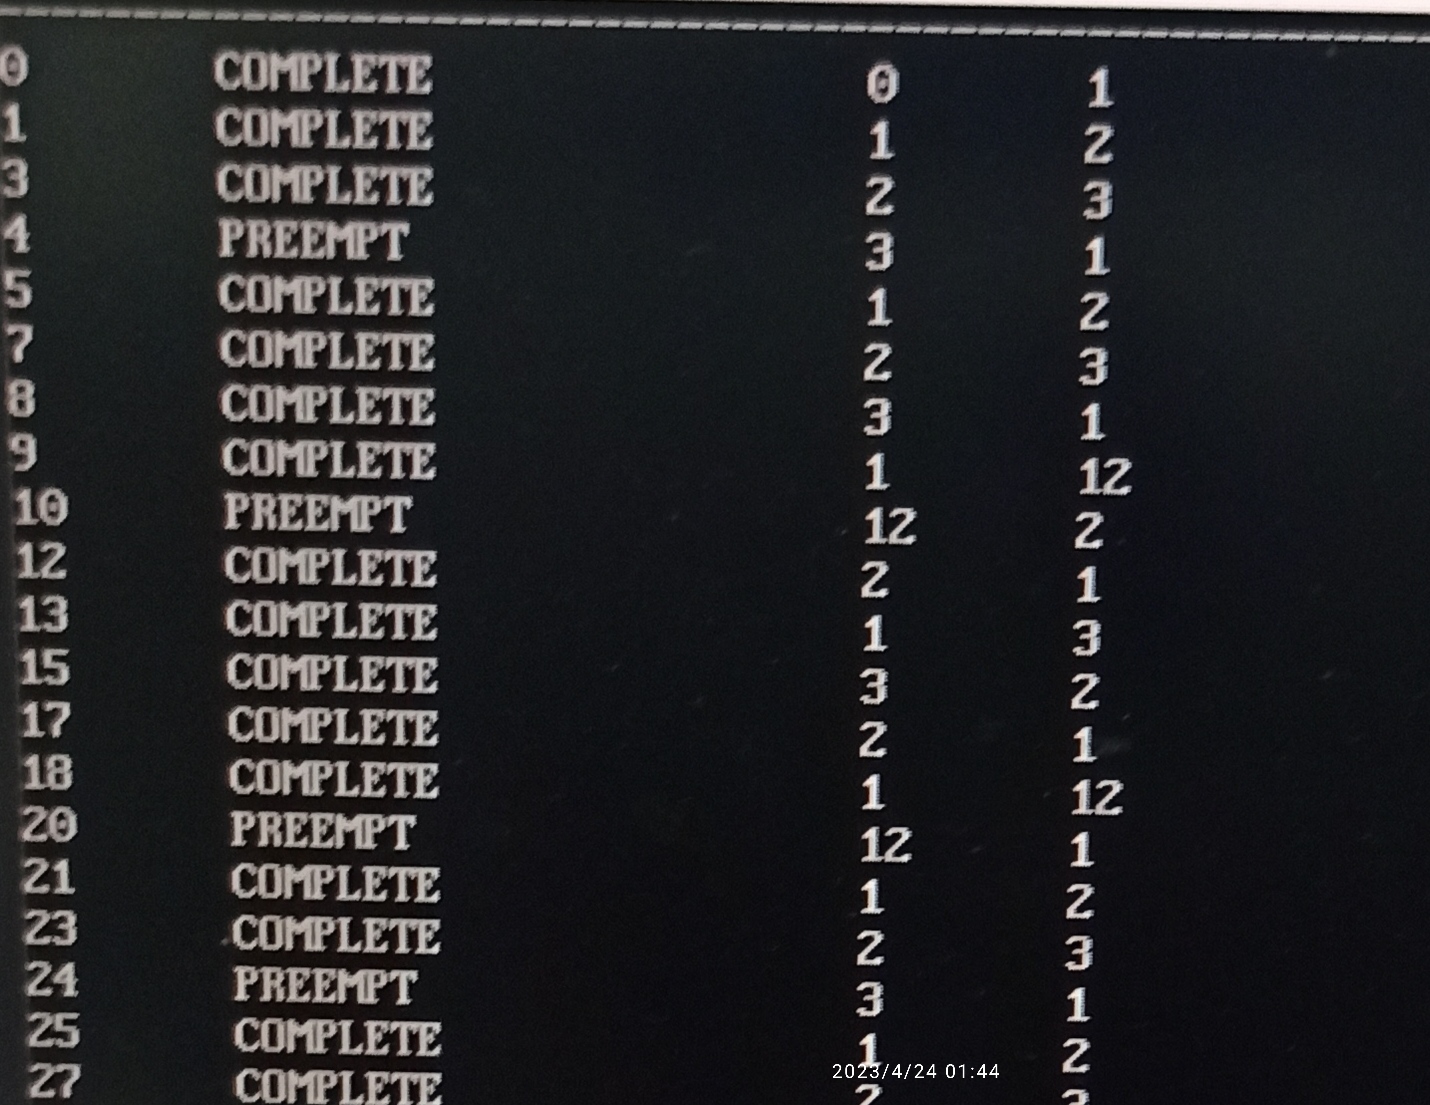 0 COMPLETE 0 1
1 COMPLETE 1 2
3 COMPLETE 2 3
4 PREEMPT 3 1
5 COMPLETE 1 2
7 COMPLETE 2 3
8 COMPLETE 3 1
9 COMPLETE 1 12
10 PREEMPT 12 2
12 COMPLETE 2 1
13 COMPLETE 1 3
15 COMPLETE 3 2
17 COMPLETE 2 1
18 COMPLETE 1 12
20 PREEMPT 12 1
21 COMPLETE 1 2
23 COMPLETE 2 3
24 PREEMPT 3 1
25 COMPLETE 1 2
27 COMPLETE 2
2023/4/24 01:44